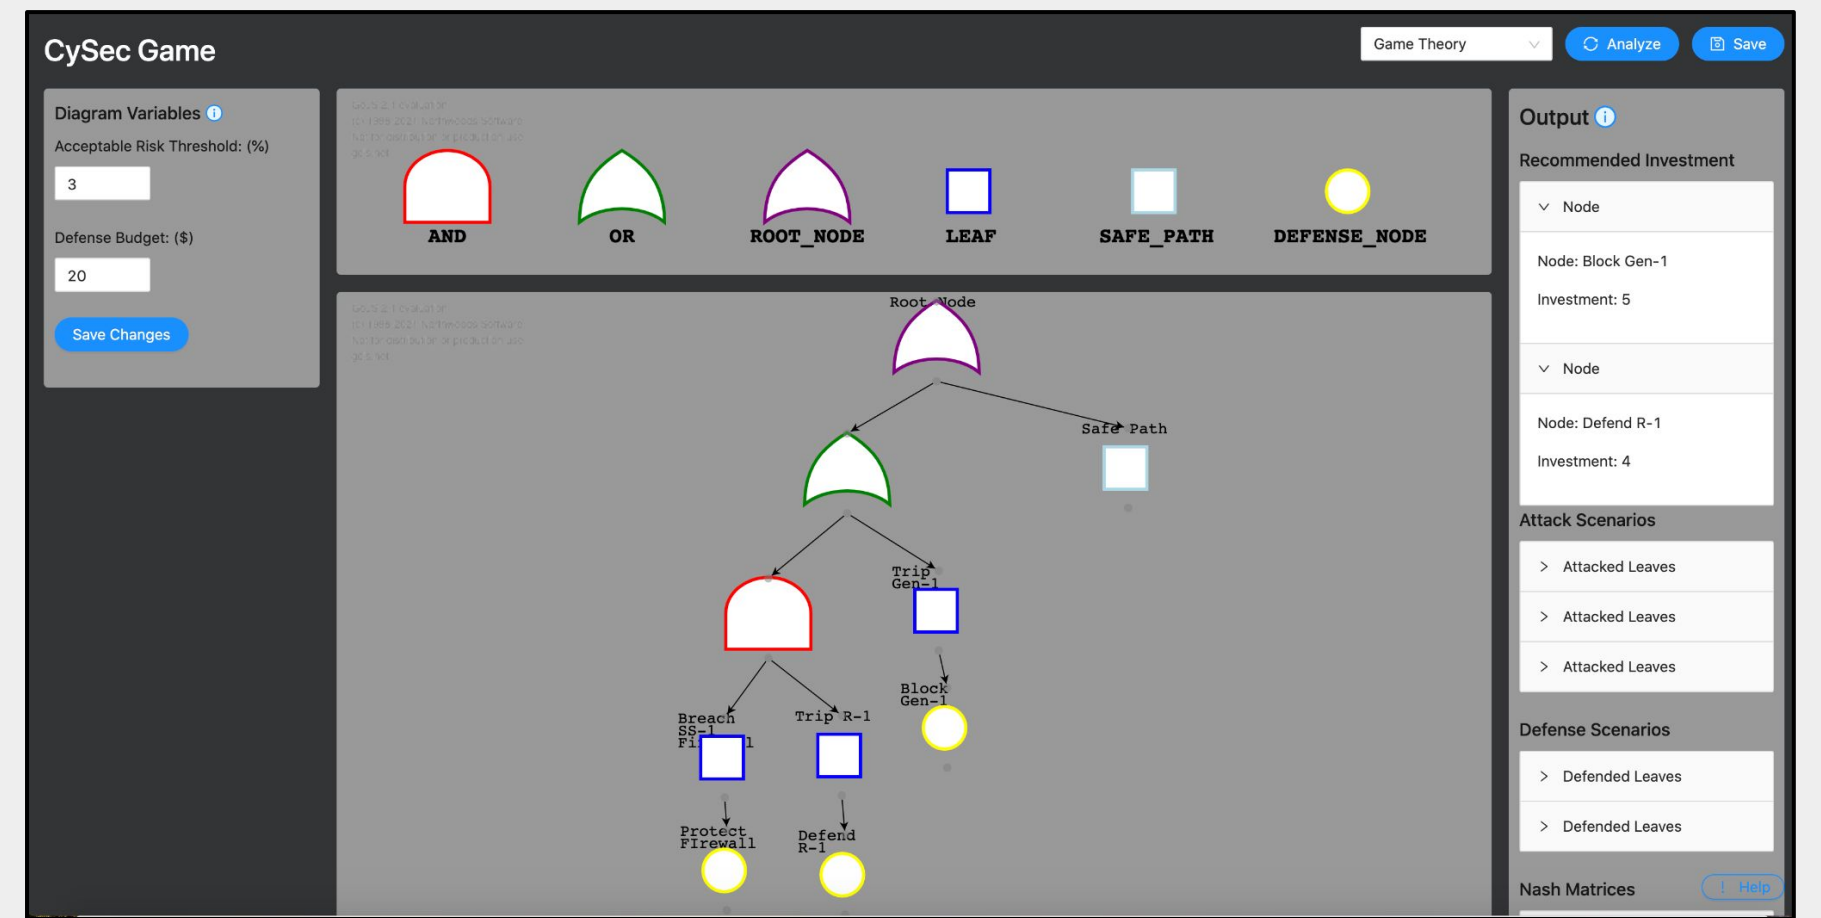 CySec Game
Game Theory
Analyze
Save
Diagram Variables
Acceptable Risk Threshold: (%)
3
Defense Budget: ($)
20
Save Changes
AND
OR
ROOT_NODE
LEAF
SAFE_PATH
DEFENSE_NODE
Root Node
Safe Path
Trip
Gen-1
Block
Gen-1
Breach
SS-1
Trip R-1
Protect
FIrewall
Defend
R-1
Output
Recommended Investment
Node
Node: Block Gen-1
Investment: 5
Node
Node: Defend R-1
Investment: 4
Attack Scenarios
Attacked Leaves
Attacked Leaves
Attacked Leaves
Defense Scenarios
Defended Leaves
Defended Leaves
Nash Matrices
! Help